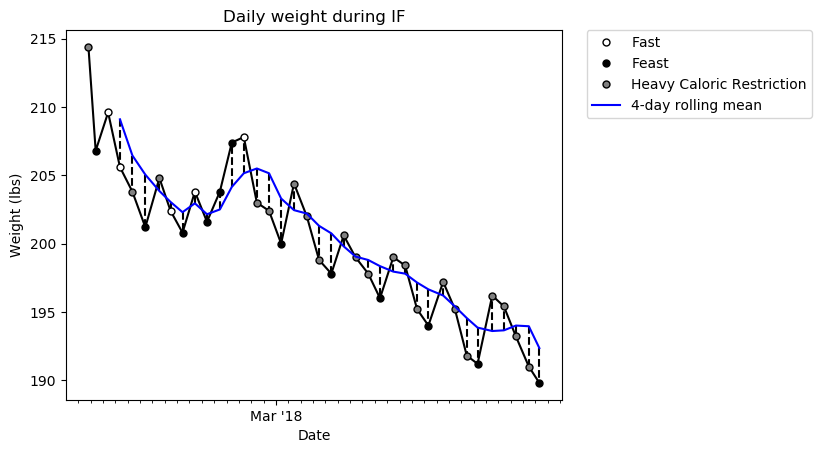 Daily weight during IF
Weight (lbs)
215
210
205
200
195
190
Mar '18
Date
Fast
Feast
Heavy Caloric Restriction
4-day rolling mean